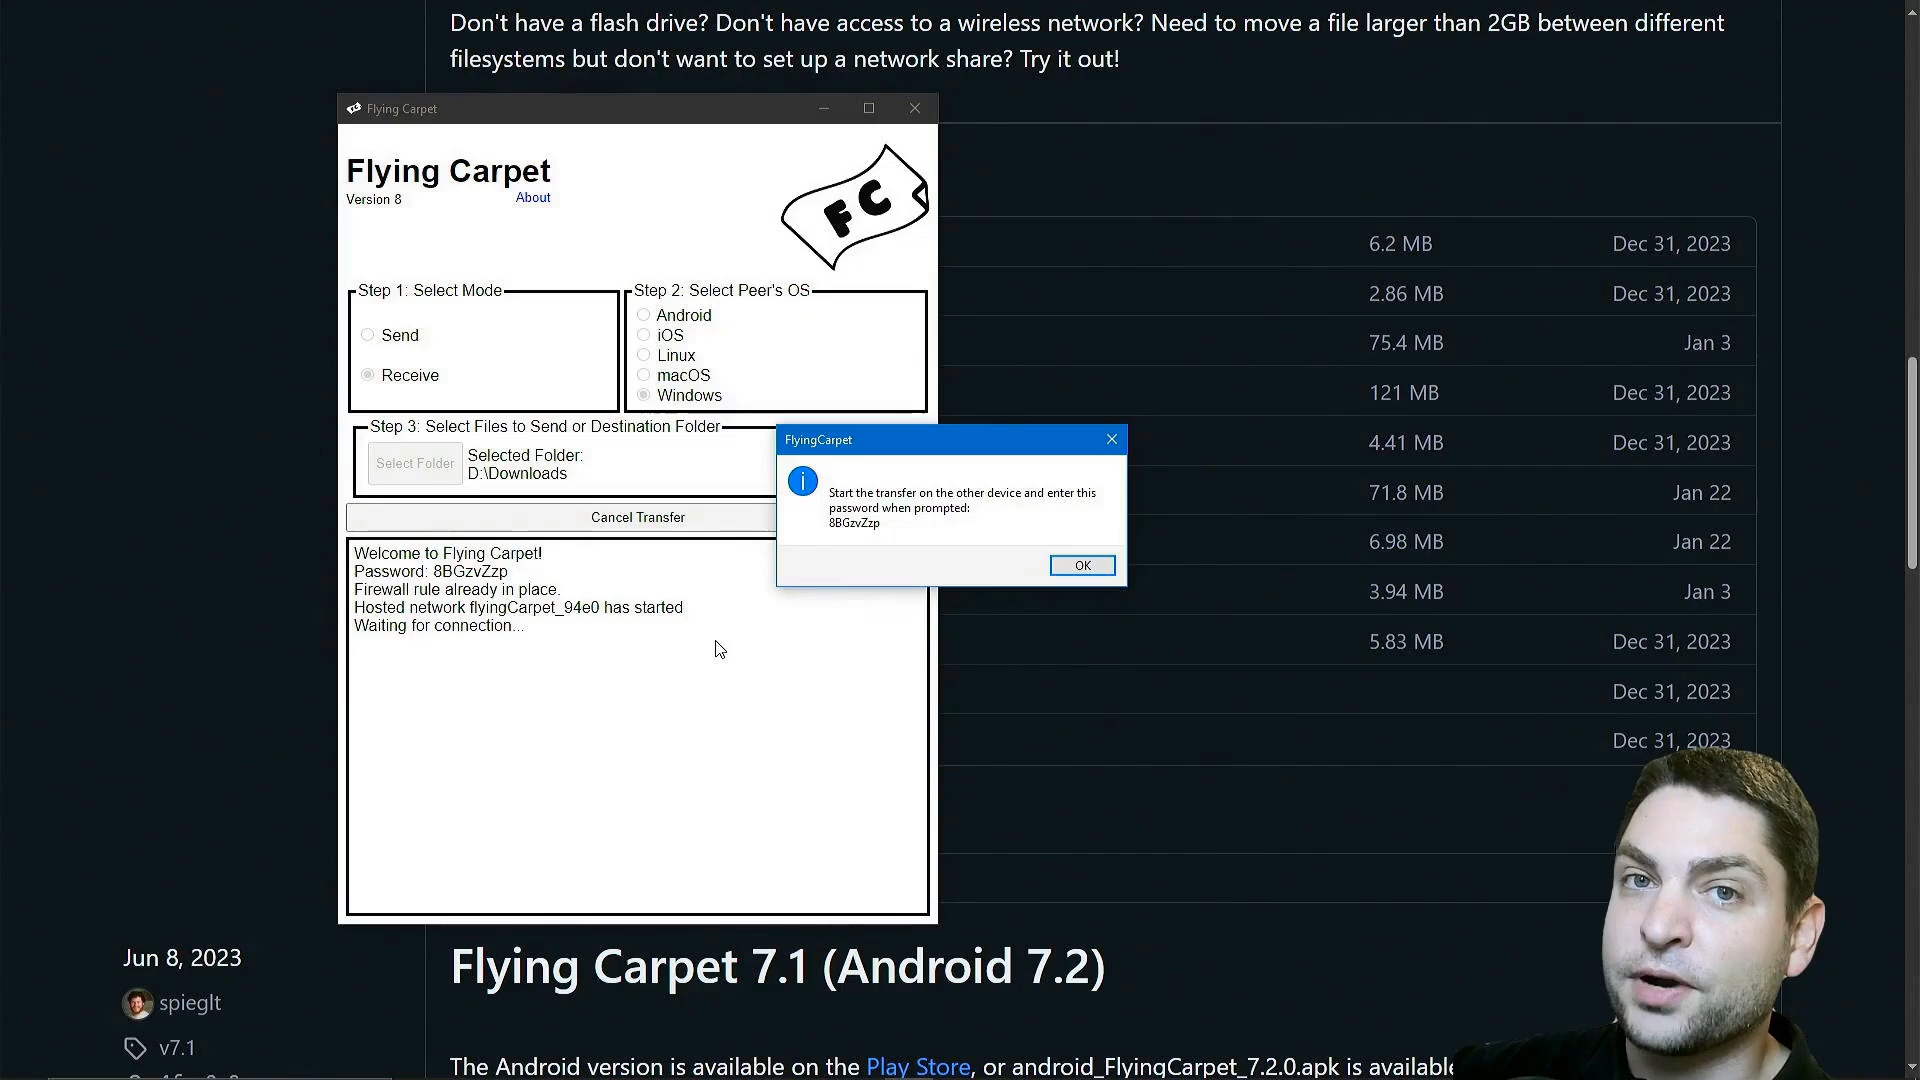 Don't have a flash drive? Don't have access to a wireless network? Need to move a file larger than 2GB between different
filesystems but don't want to set up a network share? Try it out!
Flying Carpet
Flying Carpet
Version 8
About
FC
Step 1: Select Mode
Send
Receive
Step 2: Select Peer's OS
Android
iOS
Linux
macOS
Windows
Step 3: Select Files to Send or Destination Folder
Select Folder
Selected Folder:
D:\Downloads
Cancel Transfer
Welcome to Flying Carpet!
Password: 8BGzvZzp
Firewall rule already in place.
Hosted network flyingCarpet_94e0 has started
Waiting for connection...
FlyingCarpet
Start the transfer on the other device and enter this
password when prompted:
8BGzvZzp
OK
6.2 MB Dec 31, 2023
2.86 MB Dec 31, 2023
75.4 MB Jan 3
121 MB Dec 31, 2023
4.41 MB Dec 31, 2023
71.8 MB Jan 22
6.98 MB Jan 22
3.94 MB Jan 3
5.83 MB Dec 31, 2023
Dec 31, 2023
Dec 31, 2023
Jun 8, 2023
spieglt
v7.1
Flying Carpet 7.1 (Android 7.2)
The Android version is available on the Play Store, or android_FlyingCarpet_7.2.0.apk is available